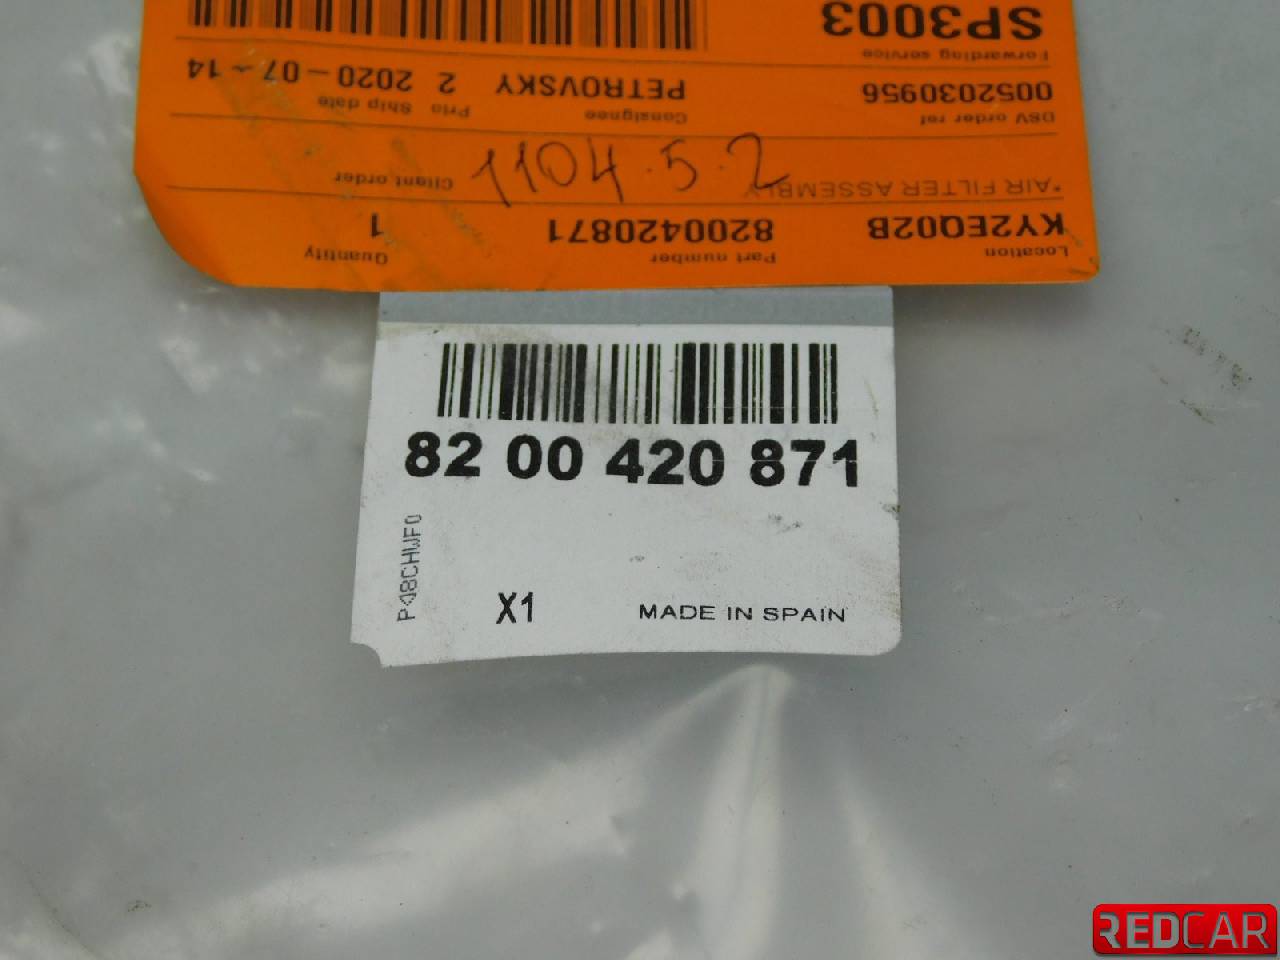 Location
Part number
Quantity
KY2EQ02B
8200420871
1
*AIR FILTER ASSEMBLY
Client order
1104.5.2
DSV order ref
Consignee
Prio
Ship date
0052030956
PETROVSKY
2
2020-07-14
Forwarding service
SP3003
82 00 420 871
X1
MADE IN SPAIN
REDCAR